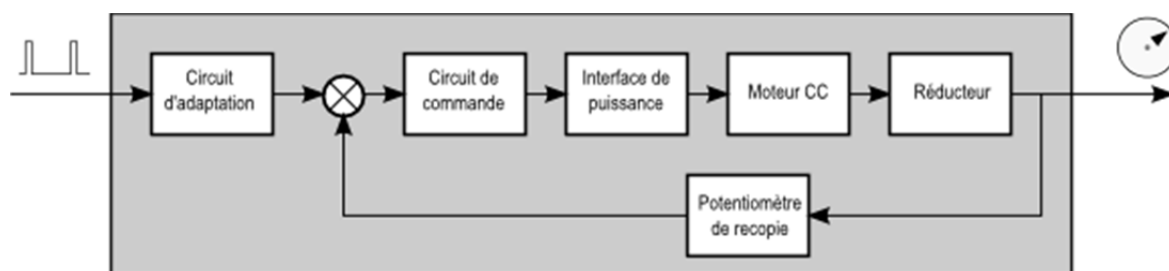 Circuit
d'adaptation
Circuit de
commande
Interface de
puissance
Moteur CC
Réducteur
Potentiomètre
de recopie